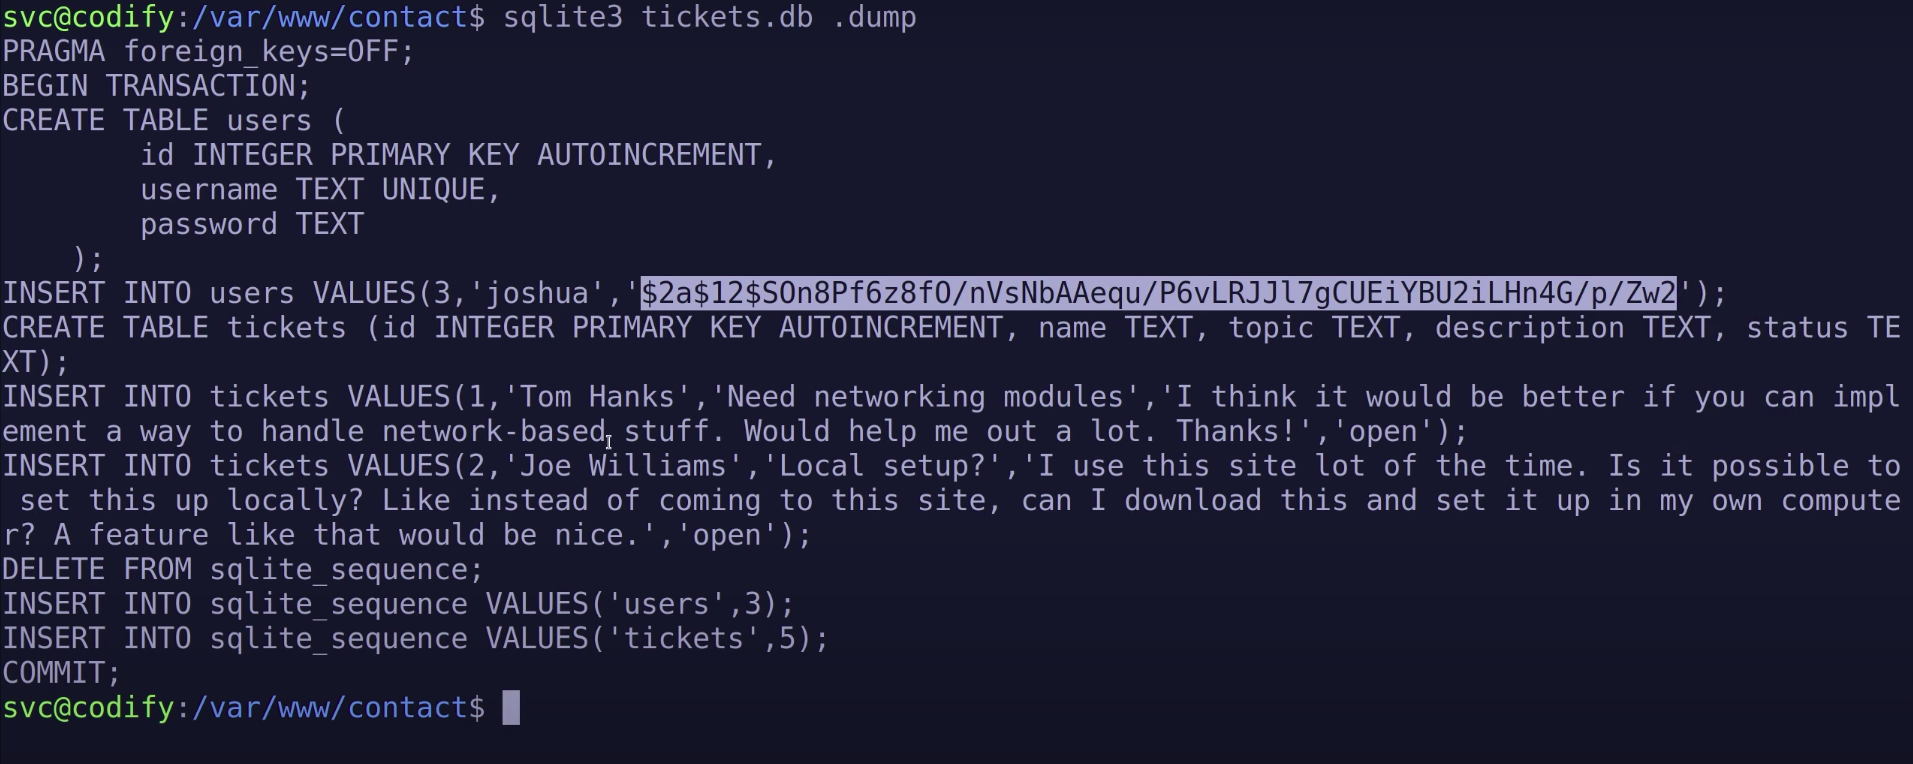 svc@codify:/var/www/contact$ sqlite3 tickets.db .dump
PRAGMA foreign_keys=OFF;
BEGIN TRANSACTION;
CREATE TABLE users (
        id INTEGER PRIMARY KEY AUTOINCREMENT,
        username TEXT UNIQUE,
        password TEXT
    );
INSERT INTO users VALUES(3,'joshua','$2a$12$SOn8Pf6z8fO/nVsNbAAequ/P6vLRJJl7gCUEiYBU2iLHn4G/p/Zw2');
CREATE TABLE tickets (id INTEGER PRIMARY KEY AUTOINCREMENT, name TEXT, topic TEXT, description TEXT, status TE
XT);
INSERT INTO tickets VALUES(1,'Tom Hanks','Need networking modules','I think it would be better if you can impl
ement a way to handle network-based stuff. Would help me out a lot. Thanks!','open');
INSERT INTO tickets VALUES(2,'Joe Williams','Local setup?','I use this site lot of the time. Is it possible to
 set this up locally? Like instead of coming to this site, can I download this and set it up in my own compute
r? A feature like that would be nice.','open');
DELETE FROM sqlite_sequence;
INSERT INTO sqlite_sequence VALUES('users',3);
INSERT INTO sqlite_sequence VALUES('tickets',5);
COMMIT;
svc@codify:/var/www/contact$